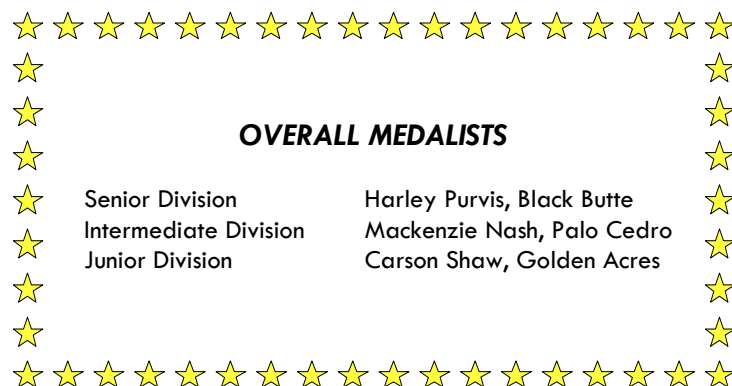 OVERALL MEDALISTS
Senior Division Harley Purvis, Black Butte
Intermediate Division Mackenzie Nash, Palo Cedro
Junior Division Carson Shaw, Golden Acres